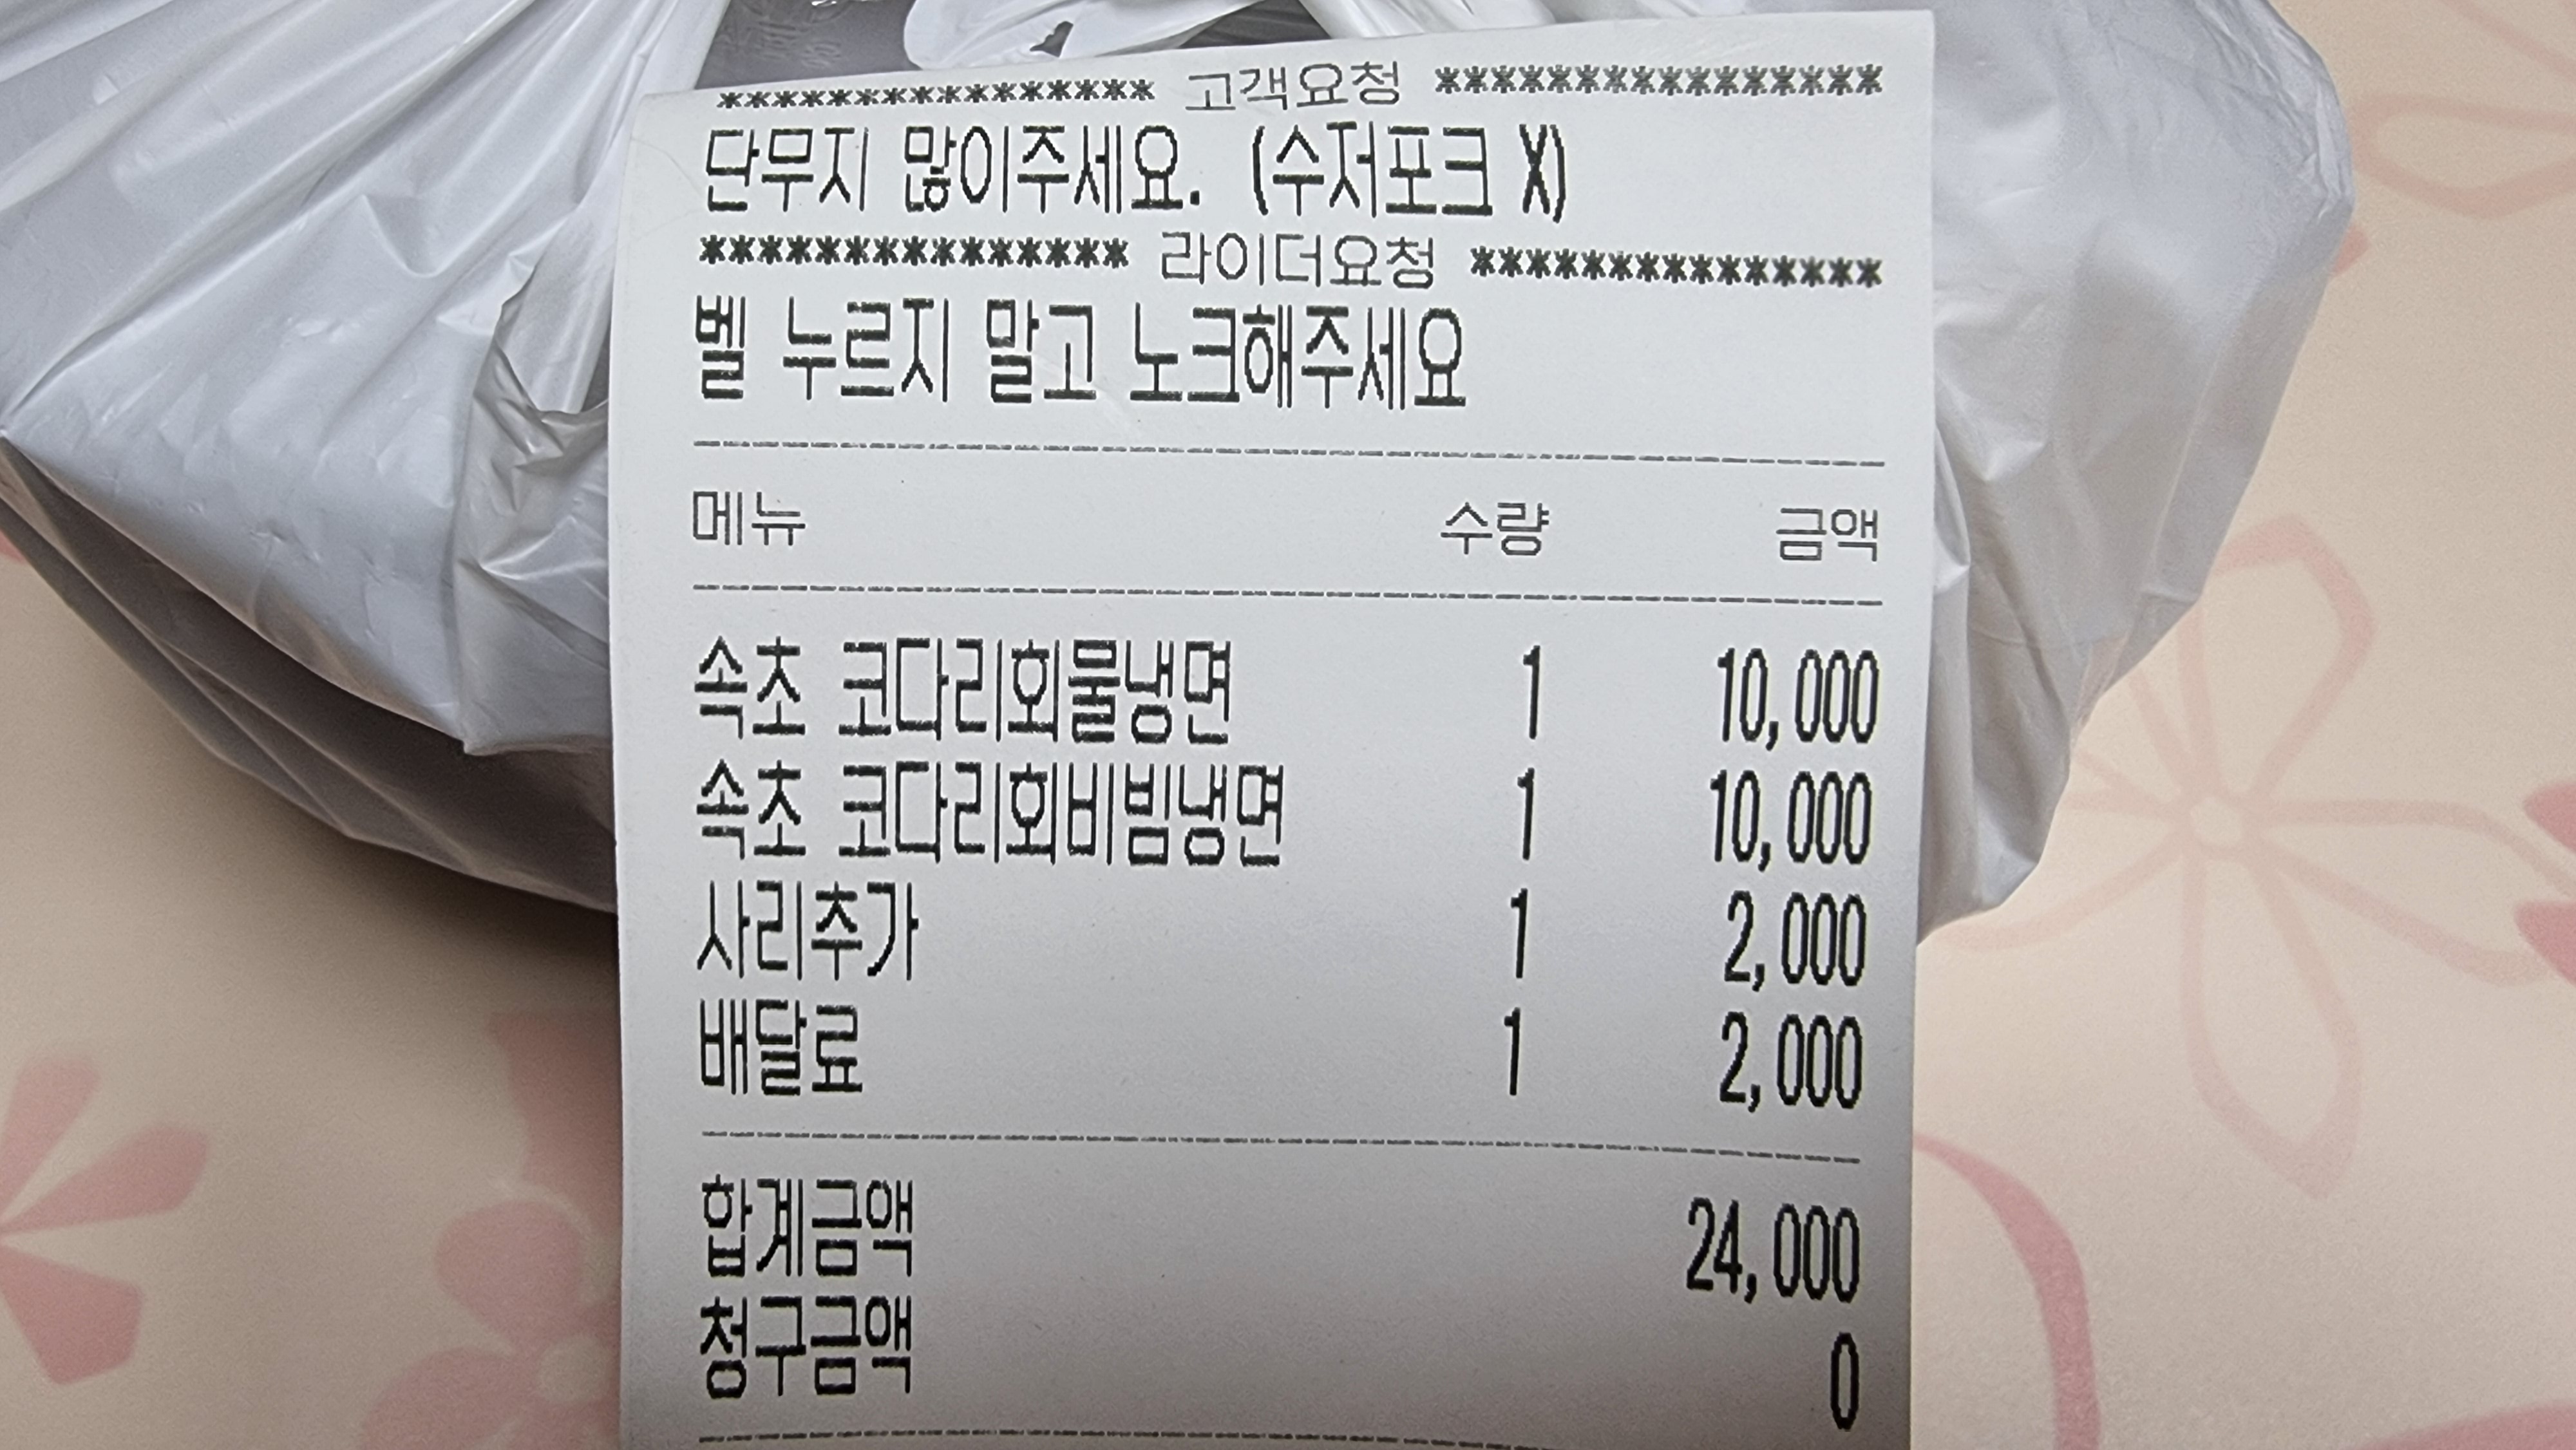 **************** 고객요청 ****************
단무지 많이주세요. (수저포크 X)
*************** 라이더요청 ***************
벨 누르지 말고 노크해주세요
메뉴 수량 금액
속초 코다리회물냉면 1 10,000
속초 코다리회비빔냉면 1 10,000
사리추가 1 2,000
배달료 1 2,000
합계금액 24,000
청구금액 0